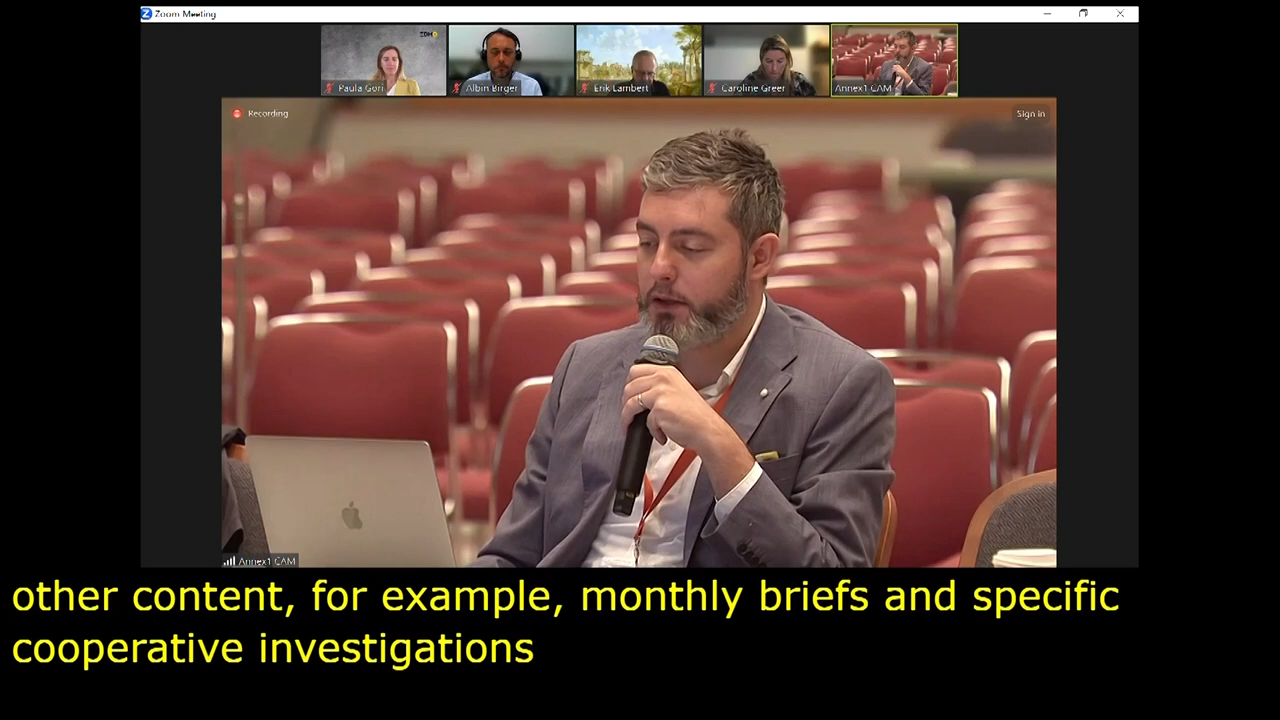 Zoom Meeting
EDMO
Paula Gori
Albin Birger
Erik Lambert
Caroline Greer
Annex1 CAM
Recording
Sign in
Annex1 CAM
other content, for example, monthly briefs and specific
cooperative investigations